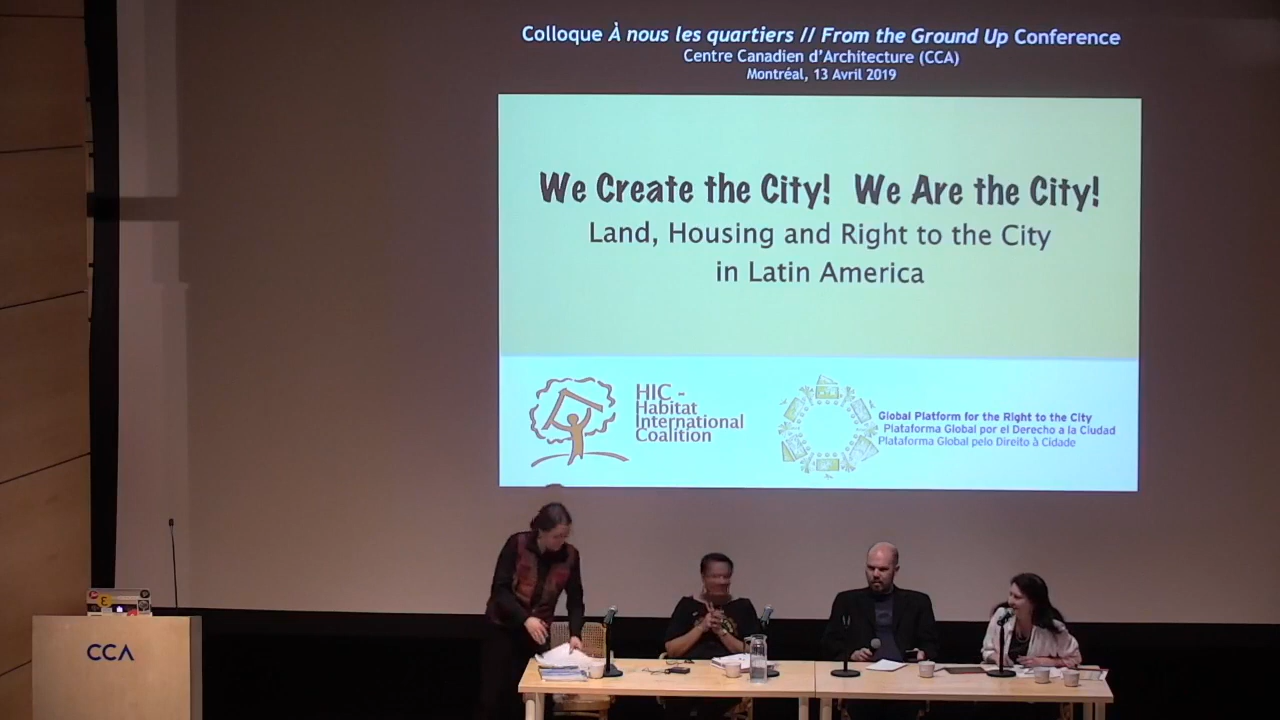 Colloque À nous les quartiers // From the Ground Up Conference
Centre Canadien d'Architecture (CCA)
Montréal, 13 Avril 2019
We Create the City! We Are the City!
Land, Housing and Right to the City
in Latin America
HIC -
Habitat
International
Coalition
Global Platform for the Right to the City
Plataforma Global por el Derecho a la Ciudad
Plataforma Global pelo Direito à Cidade
CCA